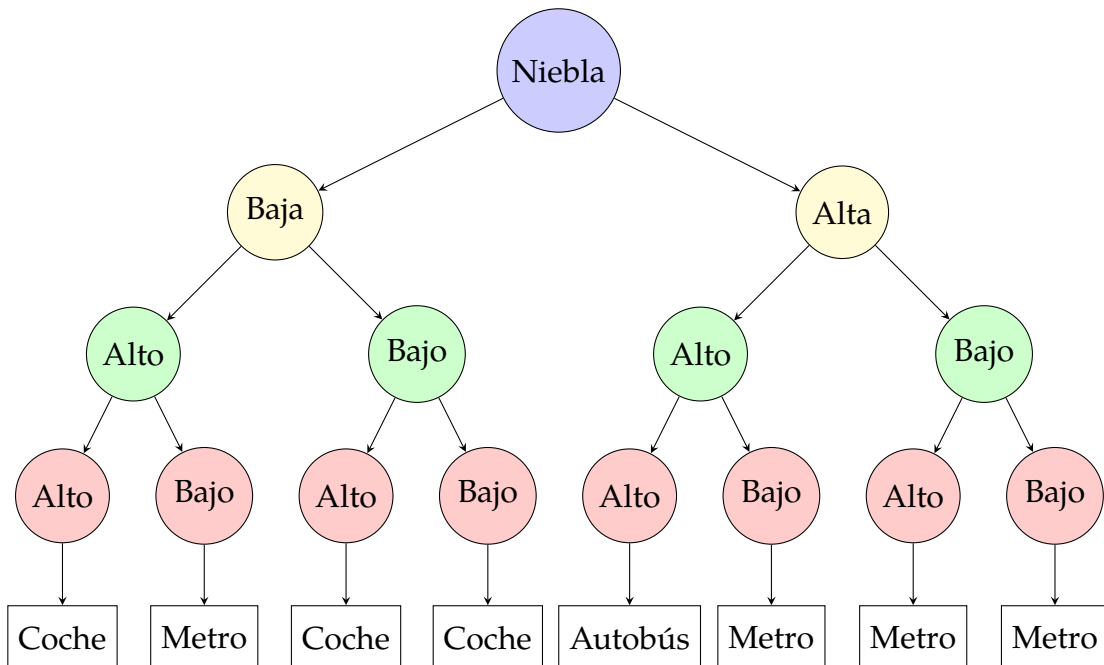 Niebla
Baja
Alta
Alto
Bajo
Alto
Bajo
Alto
Bajo
Alto
Bajo
Alto
Bajo
Alto
Bajo
Coche
Metro
Coche
Coche
Autobús
Metro
Metro
Metro